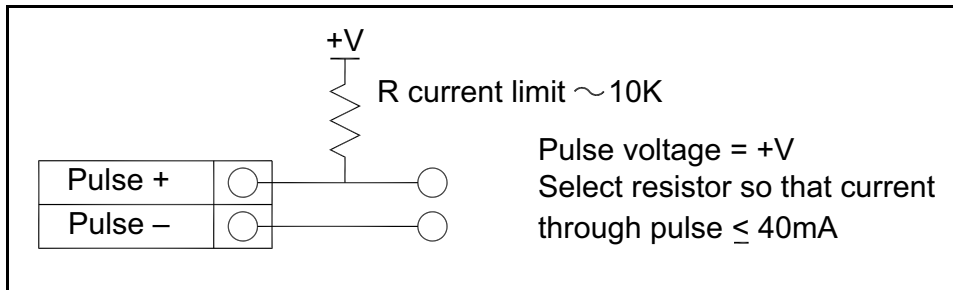 +V
R current limit ~10K
Pulse voltage = +V
Select resistor so that current
through pulse ≤ 40mA
Pulse +
Pulse –